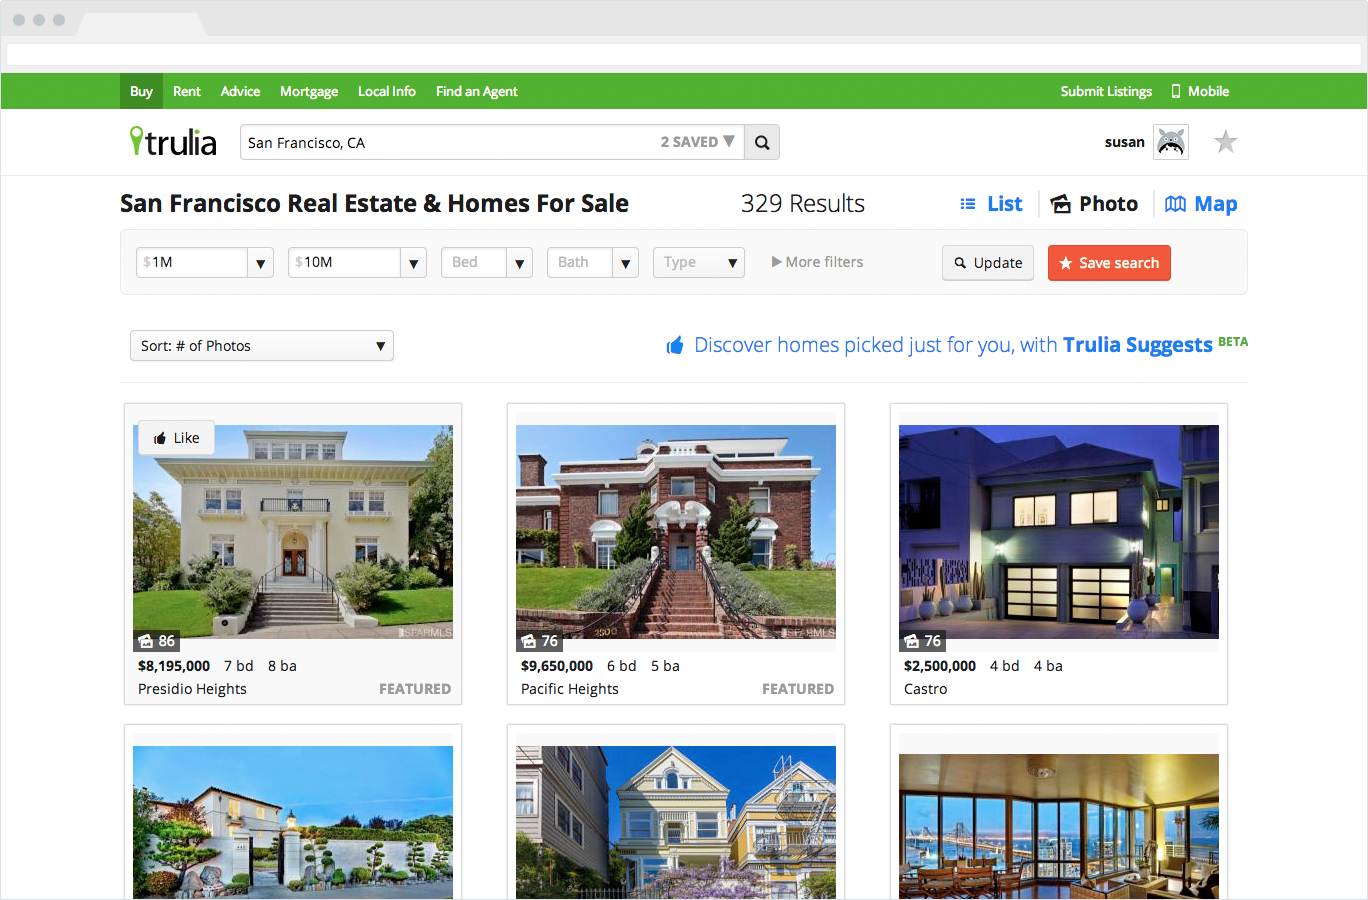 Buy Rent Advice Mortgage Local Info Find an Agent Submit Listings Mobile
trulia San Francisco, CA 2 SAVED susan
San Francisco Real Estate & Homes For Sale 329 Results List Photo Map
$1M $10M Bed Bath Type More filters Update Save search
Sort: # of Photos Discover homes picked just for you, with Trulia Suggests BETA
Like
2500
SFARMLS SFARMLS
86 76 76
$8,195,000 7 bd 8 ba $9,650,000 6 bd 5 ba $2,500,000 4 bd 4 ba
Presidio Heights FEATURED Pacific Heights FEATURED Castro